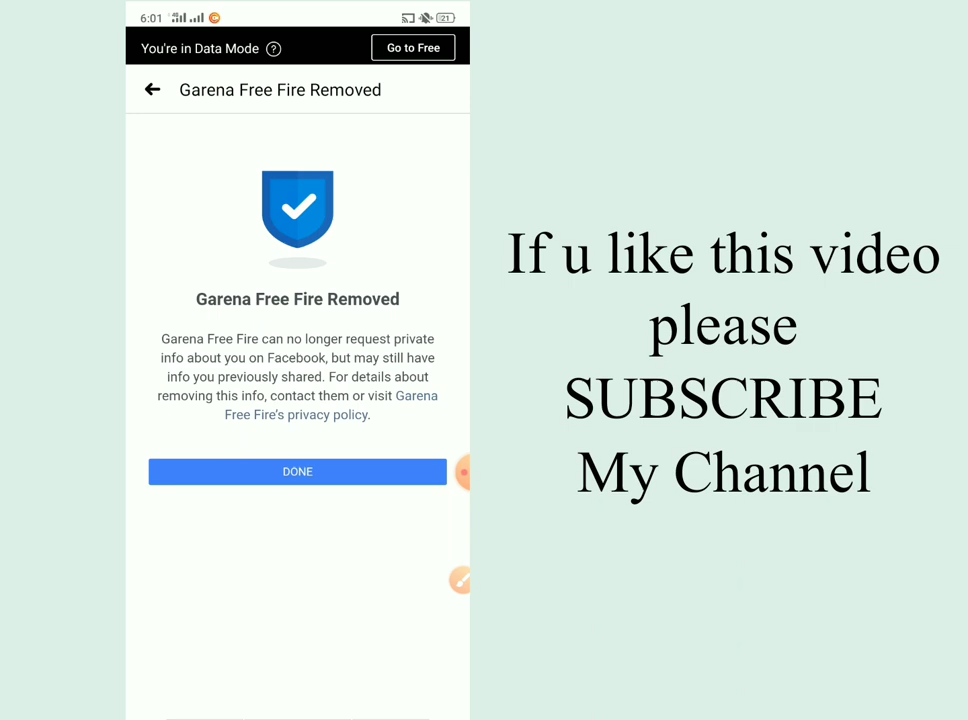 6:01
21
You're in Data Mode
Go to Free
Garena Free Fire Removed
Garena Free Fire Removed
Garena Free Fire can no longer request private
info about you on Facebook, but may still have
info you previously shared. For details about
removing this info, contact them or visit Garena
Free Fire's privacy policy.
DONE
If u like this video
please
SUBSCRIBE
My Channel